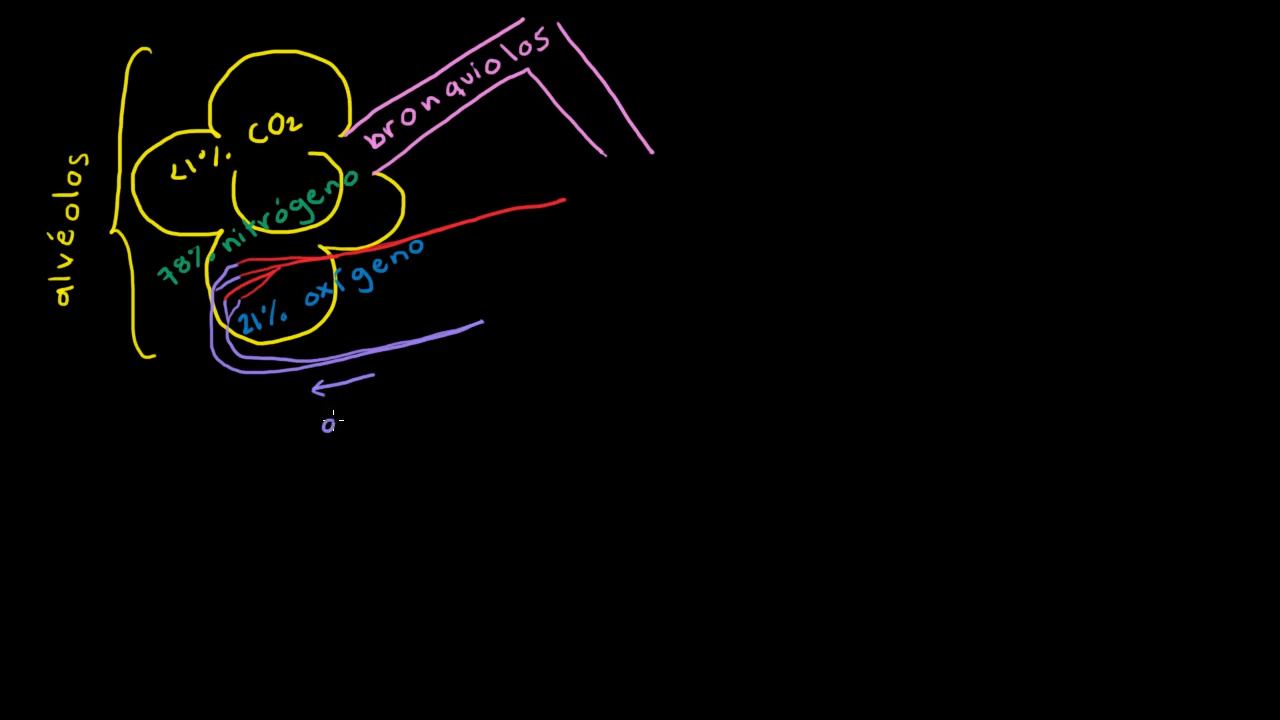 alvéolos
bronquiolos
<1% CO2
78% nitrógeno
21% oxígeno
o